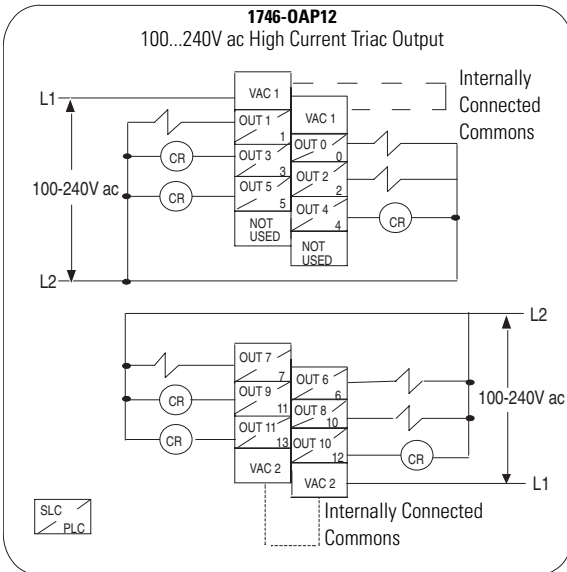 1746-OAP12
100...240V ac High Current Triac Output
Internally
Connected
Commons
L1
VAC 1
VAC 1
OUT 1
1
OUT 0
0
CR
OUT 3
3
OUT 2
2
100-240V ac
CR
OUT 5
5
OUT 4
4
CR
NOT
USED
NOT
USED
L2
L2
OUT 7
7
OUT 6
6
CR
OUT 9
11
OUT 8
10
100-240V ac
CR
OUT 11
13
OUT 10
12
CR
VAC 2
VAC 2
L1
SLC
PLC
Internally Connected
Commons